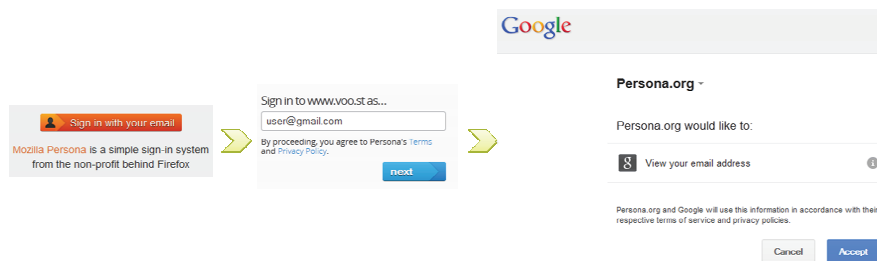 Sign in with your email
Mozilla Persona is a simple sign-in system
from the non-profit behind Firefox
Sign in to www.voo.st as...
user@gmail.com
By proceeding, you agree to Persona's Terms
and Privacy Policy.
next
Google
Persona.org
Persona.org would like to:
g View your email address
Persona.org and Google will use this information in accordance with their
respective terms of service and privacy policies.
Cancel Accept